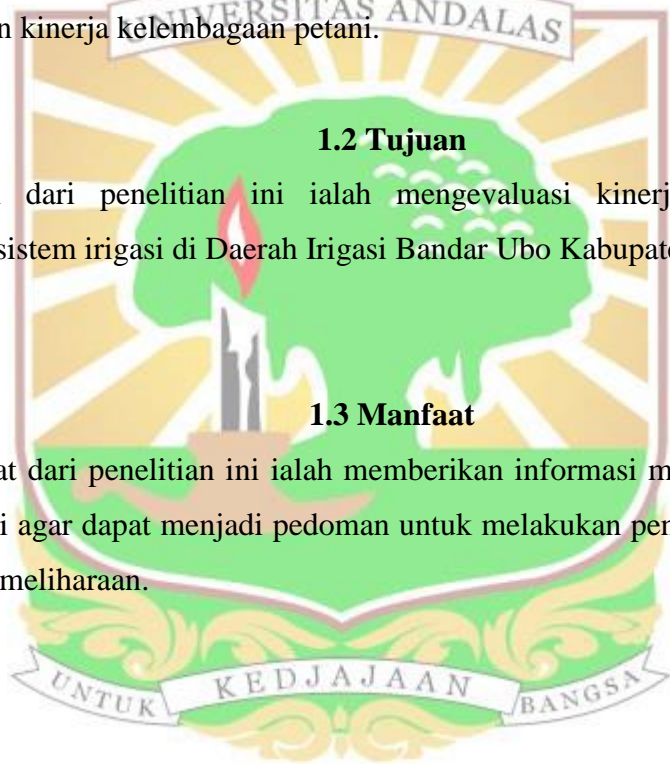 n kinerja kelembagaan petani.
UNIVERSITAS ANDALAS
1.2 Tujuan
dari penelitian ini ialah mengevaluasi kinerj
sistem irigasi di Daerah Irigasi Bandar Ubo Kabupat
1.3 Manfaat
at dari penelitian ini ialah memberikan informasi m
i agar dapat menjadi pedoman untuk melakukan pen
meliharaan.
UNTUK KEDJAJAAN BANGSA